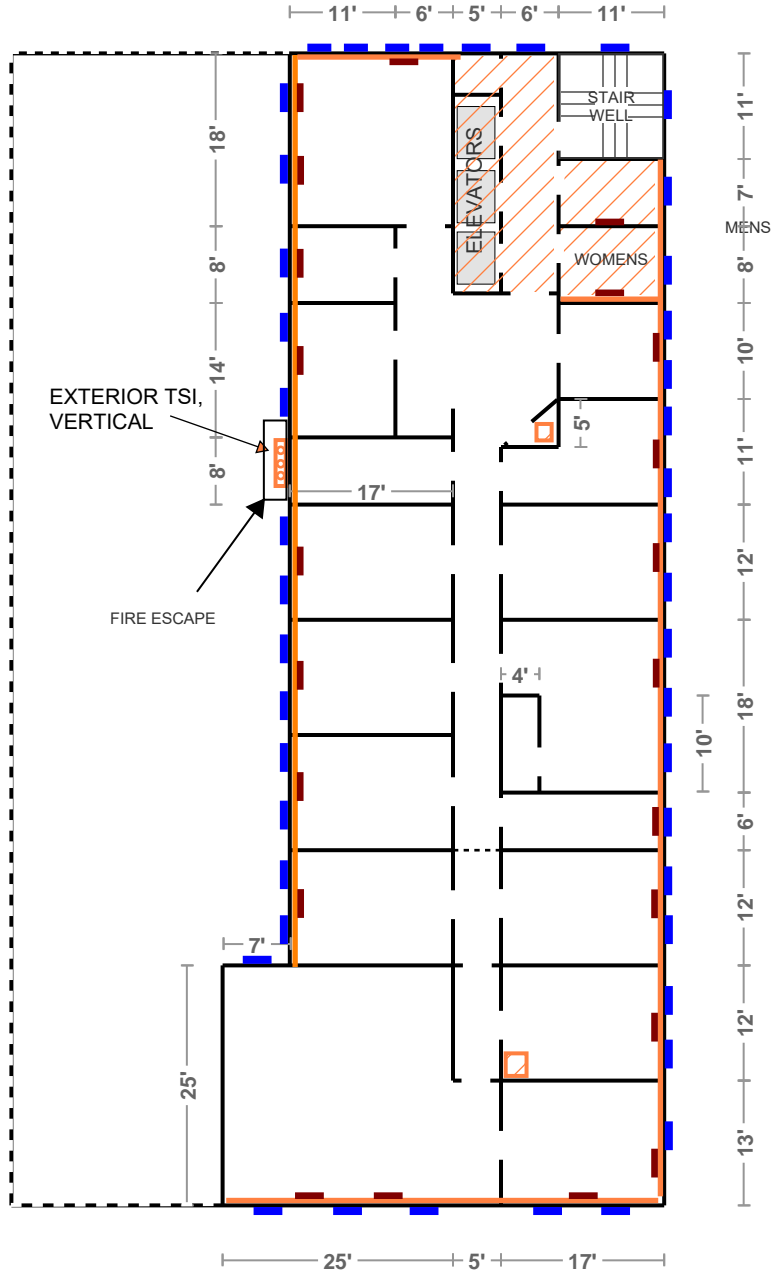 11' 6' 5' 6' 11'
STAIR
WELL
ELEVATORS
11'
18'
7'
MENS
8'
WOMENS
8'
10'
14'
EXTERIOR TSI,
VERTICAL
5'
11'
8'
17'
12'
FIRE ESCAPE
4'
18'
10'
6'
12'
7'
12'
25'
13'
25' 5' 17'